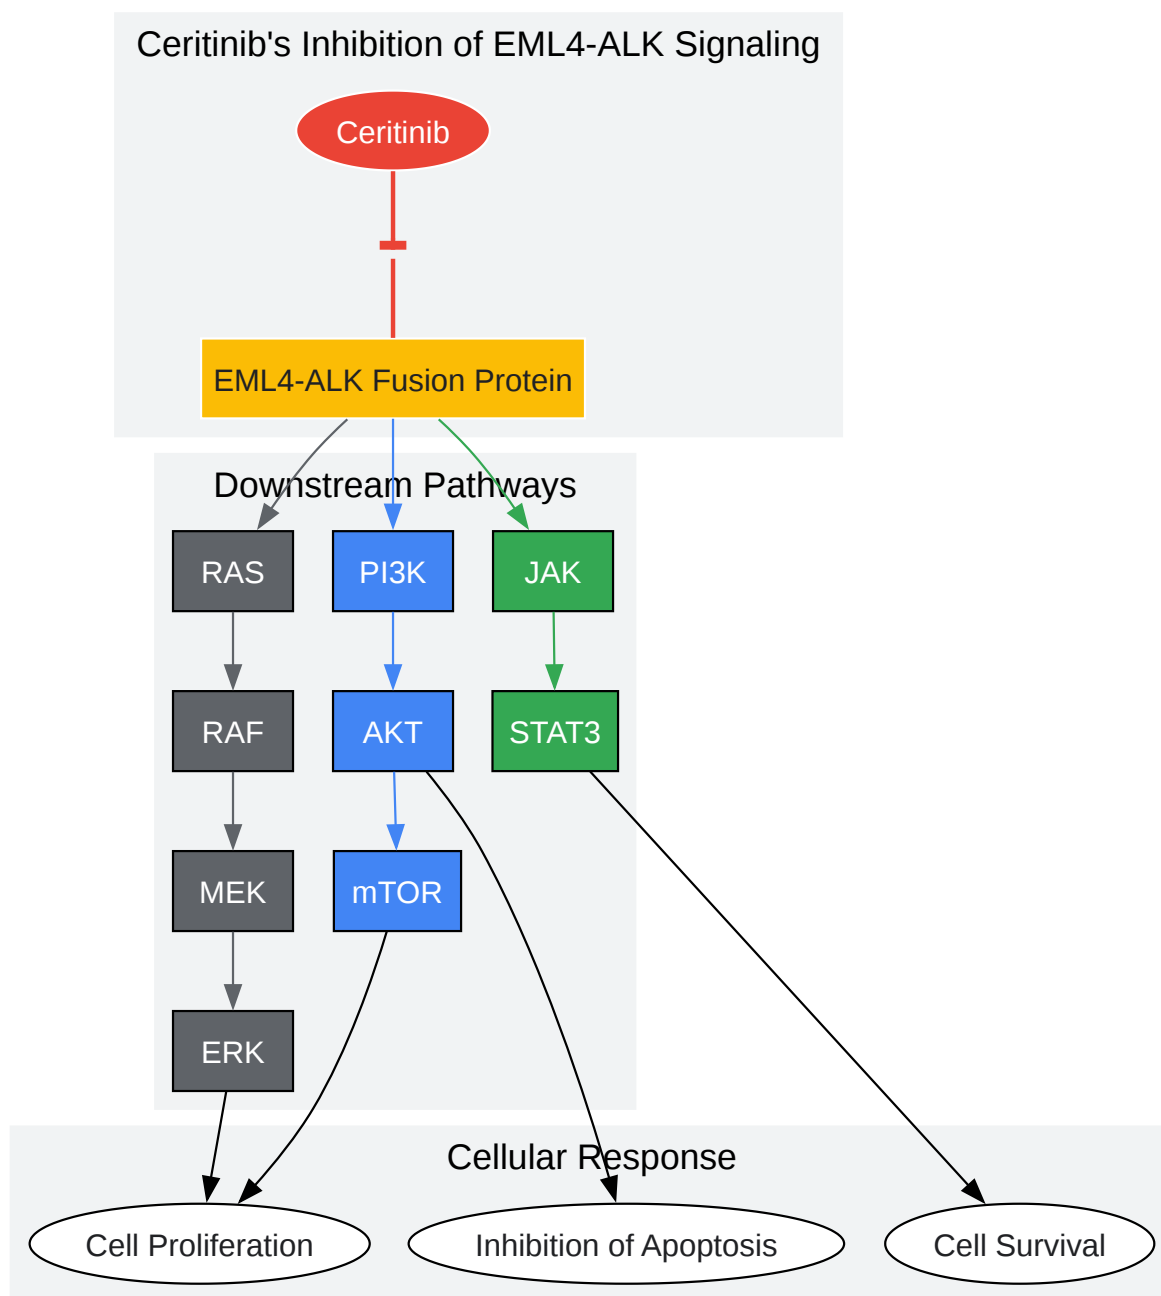 Ceritinib's Inhibition of EML4-ALK Signaling
Ceritinib
EML4-ALK Fusion Protein
Downstream Pathways
RAS
PI3K
JAK
RAF
AKT
STAT3
MEK
mTOR
ERK
Cellular Response
Cell Proliferation
Inhibition of Apoptosis
Cell Survival